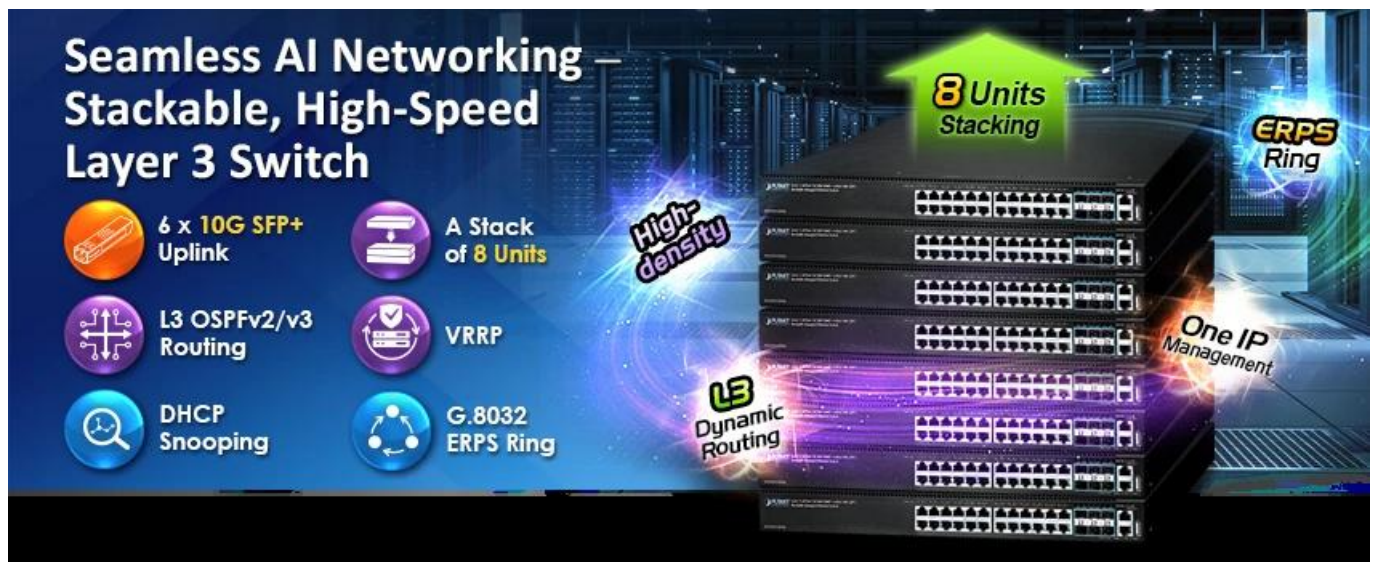 Seamless AI Networking –
Stackable, High-Speed
Layer 3 Switch
6 x 10G SFP+
Uplink
A Stack
of 8 Units
L3 OSPFv2/v3
Routing
VRRP
DHCP
Snooping
G.8032
ERPS Ring
8 Units
Stacking
ERPS
Ring
High-
density
One IP
Management
L3
Dynamic
Routing
PLANET